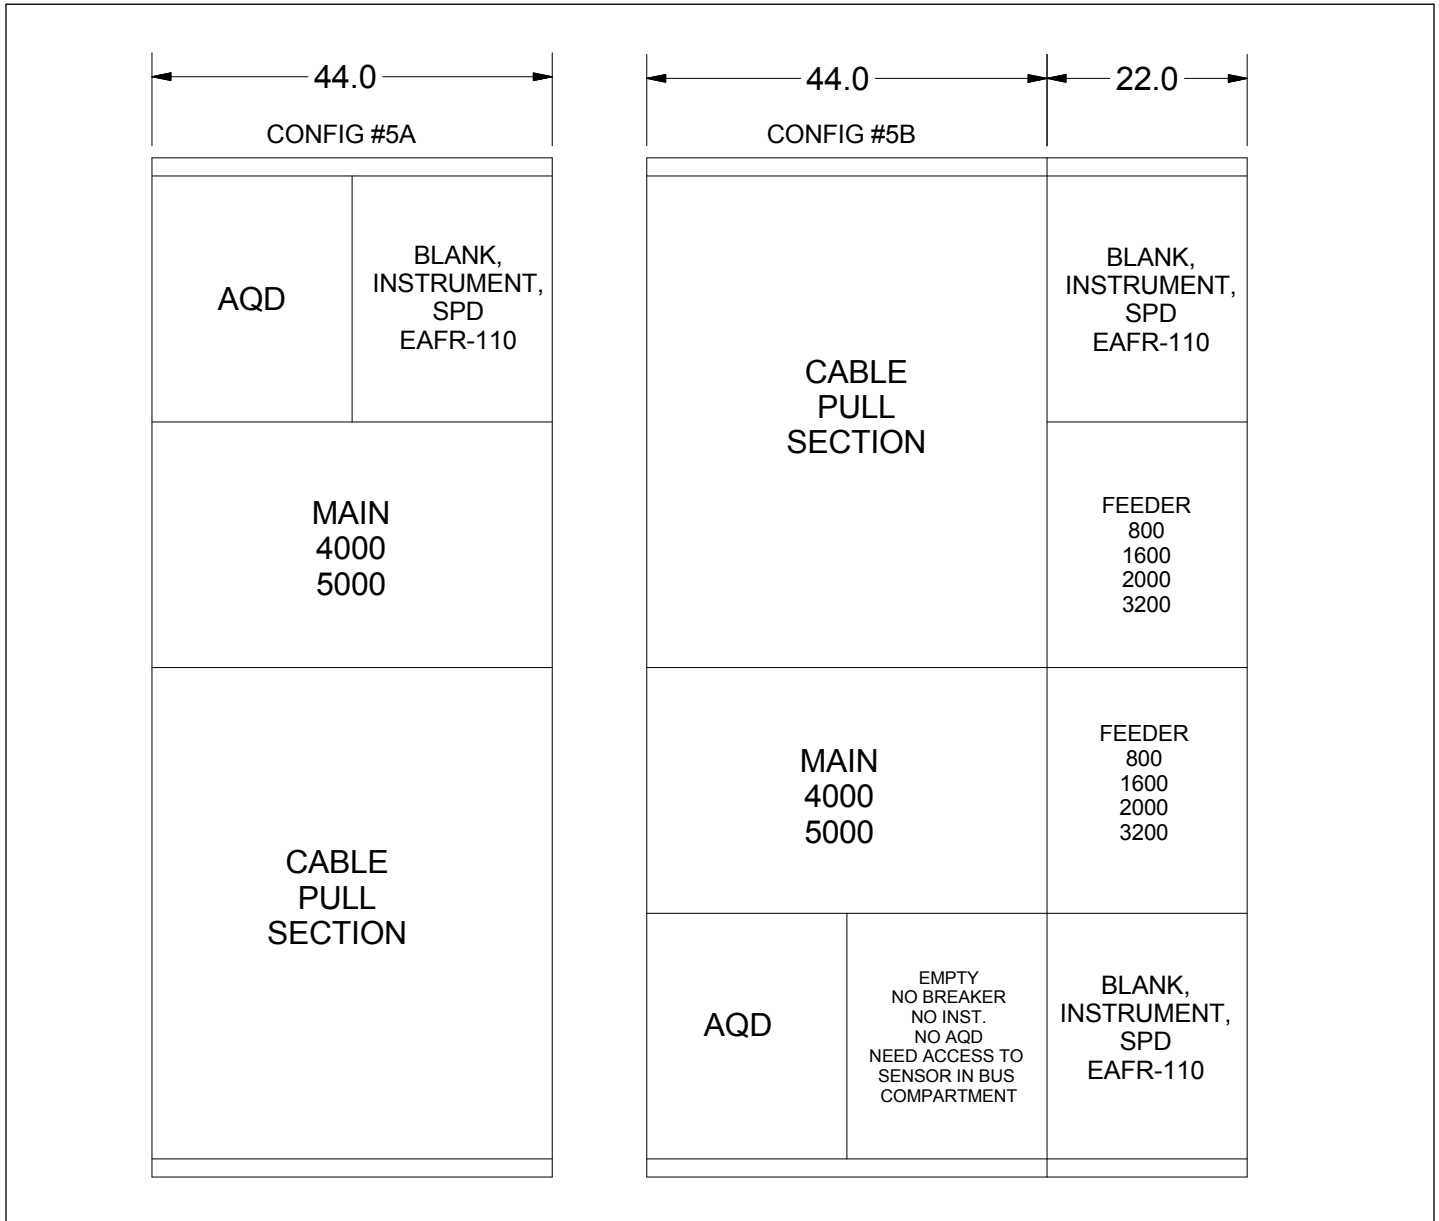 44.0
CONFIG #5A
AQD
BLANK,
INSTRUMENT,
SPD
EAFR-110
MAIN
4000
5000
CABLE
PULL
SECTION
44.0
22.0
CONFIG #5B
CABLE
PULL
SECTION
BLANK,
INSTRUMENT,
SPD
EAFR-110
FEEDER
800
1600
2000
3200
MAIN
4000
5000
FEEDER
800
1600
2000
3200
AQD
EMPTY
NO BREAKER
NO INST.
NO AQD
NEED ACCESS TO
SENSOR IN BUS
COMPARTMENT
BLANK,
INSTRUMENT,
SPD
EAFR-110